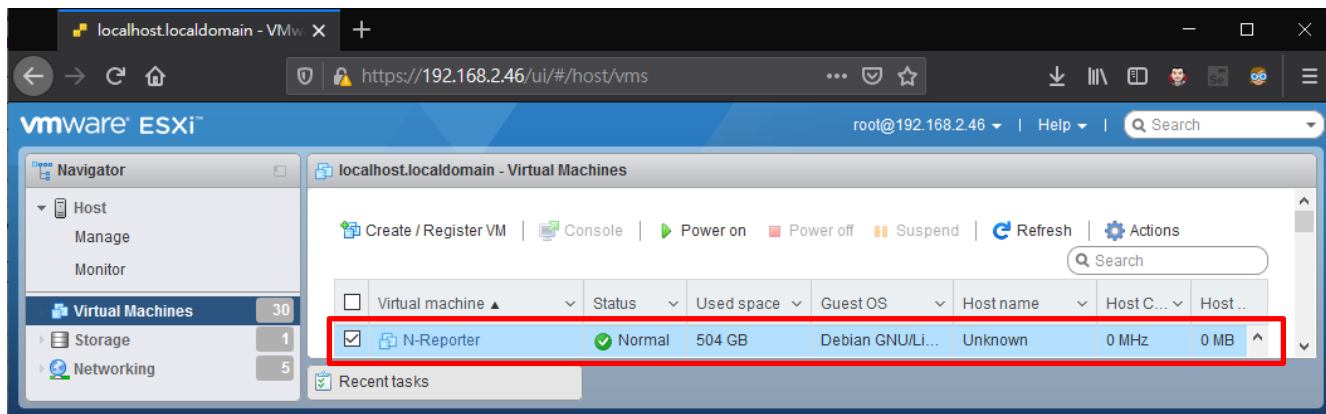 localhost.localdomain - VMw
https://192.168.2.46/ui/#/host/vms
vmware ESXi™
root@192.168.2.46 | Help | Search
Navigator
localhost.localdomain - Virtual Machines
Host
Manage
Monitor
Virtual Machines 30
Storage 1
Networking 5
Create / Register VM | Console | Power on Power off Suspend | Refresh | Actions
Search
Virtual machine ▲ Status Used space Guest OS Host name Host C... Host ...
N-Reporter Normal 504 GB Debian GNU/Li... Unknown 0 MHz 0 MB
Recent tasks